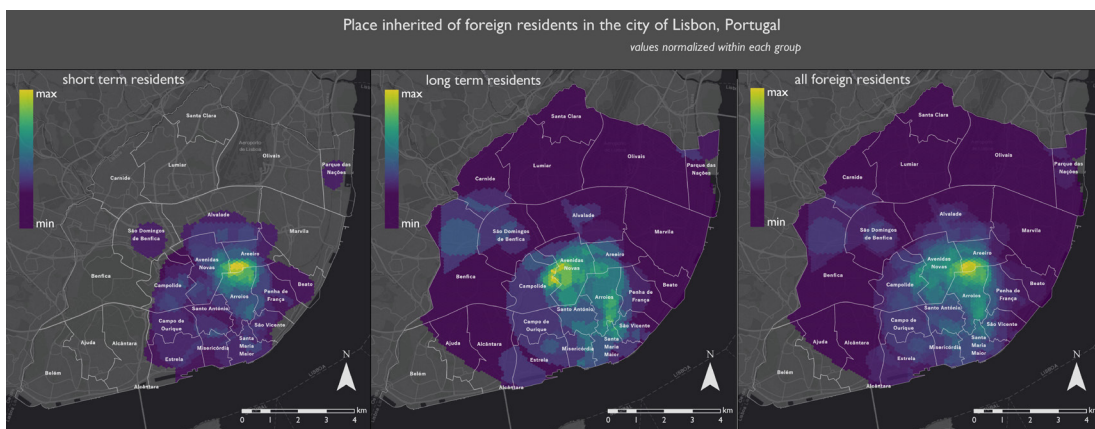 Place inherited of foreign residents in the city of Lisbon, Portugal
values normalized within each group
short term residents
max
min
Santa Clara
Lumiar
Olivais
Parque das
Nações
Carnide
Alvalade
São Domingos
de Benfica
Marvila
Avenidas
Novas
Areeiro
Benfica
Campolide
Beato
Penha de
França
Arroios
Santo António
Campo de
Ourique
São Vicente
Ajuda
Alcântara
Misericórdia
Santa
Maria
Maior
Estrela
Belém
Alcântara
N
0 1 2 3 4 km
long term residents
max
min
Santa Clara
Lumiar
Olivais
Parque das
Nações
Carnide
Alvalade
São Domingos
de Benfica
Marvila
Avenidas
Novas
Areeiro
Benfica
Campolide
Beato
Penha de
França
Arroios
Santo António
Campo de
Ourique
São Vicente
Ajuda
Alcântara
Misericórdia
Santa
Maria
Maior
Estrela
Belém
Alcântara
N
0 1 2 3 4 km
all foreign residents
max
min
Santa Clara
Lumiar
Olivais
Parque das
Nações
Carnide
Alvalade
São Domingos
de Benfica
Marvila
Avenidas
Novas
Areeiro
Benfica
Campolide
Beato
Penha de
França
Arroios
Santo António
Campo de
Ourique
São Vicente
Ajuda
Alcântara
Misericórdia
Santa
Maria
Maior
Estrela
Belém
Alcântara
N
0 1 2 3 4 km